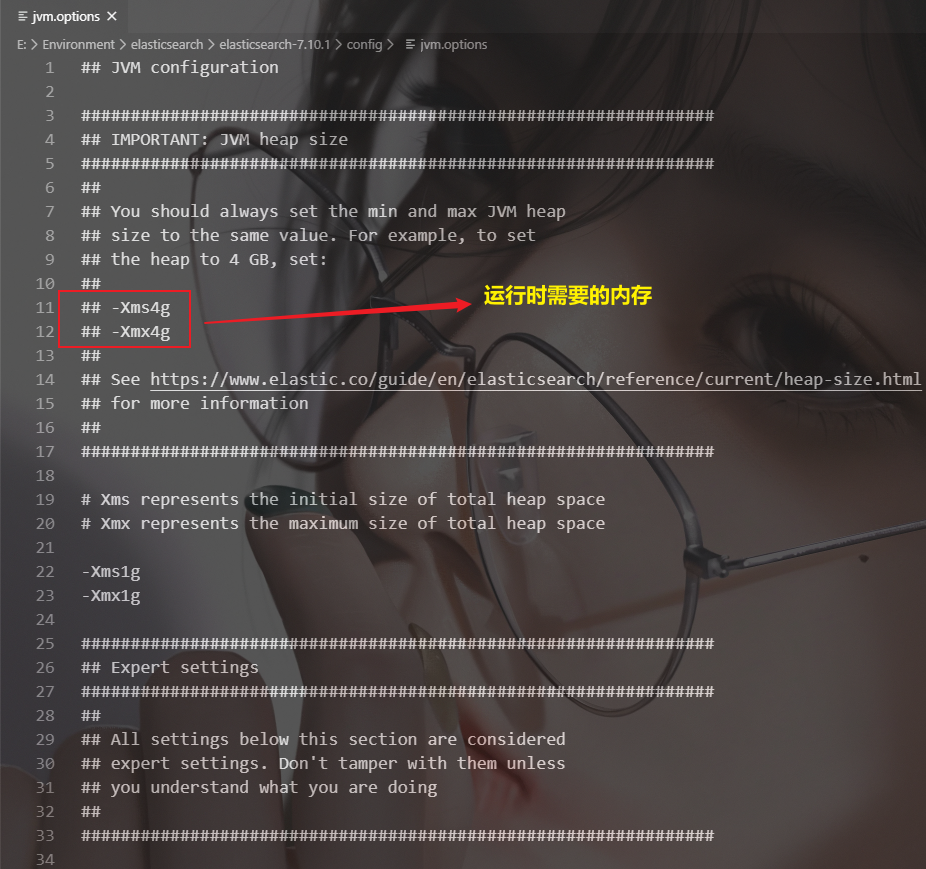 jvm.options
E: > Environment > elasticsearch > elasticsearch-7.10.1 > config > jvm.options
1 ## JVM configuration
2
3 ################################################################
4 ## IMPORTANT: JVM heap size
5 ################################################################
6 ##
7 ## You should always set the min and max JVM heap
8 ## size to the same value. For example, to set
9 ## the heap to 4 GB, set:
10 ##
11 ## -Xms4g
运行时需要的内存
12 ## -Xmx4g
13 ##
14 ## See https://www.elastic.co/guide/en/elasticsearch/reference/current/heap-size.html
15 ## for more information
16 ##
17 ################################################################
18
19 # Xms represents the initial size of total heap space
20 # Xmx represents the maximum size of total heap space
21
22 -Xms1g
23 -Xmx1g
24
25 ################################################################
26 ## Expert settings
27 ################################################################
28 ##
29 ## All settings below this section are considered
30 ## expert settings. Don't tamper with them unless
31 ## you understand what you are doing
32 ##
33 ################################################################
34